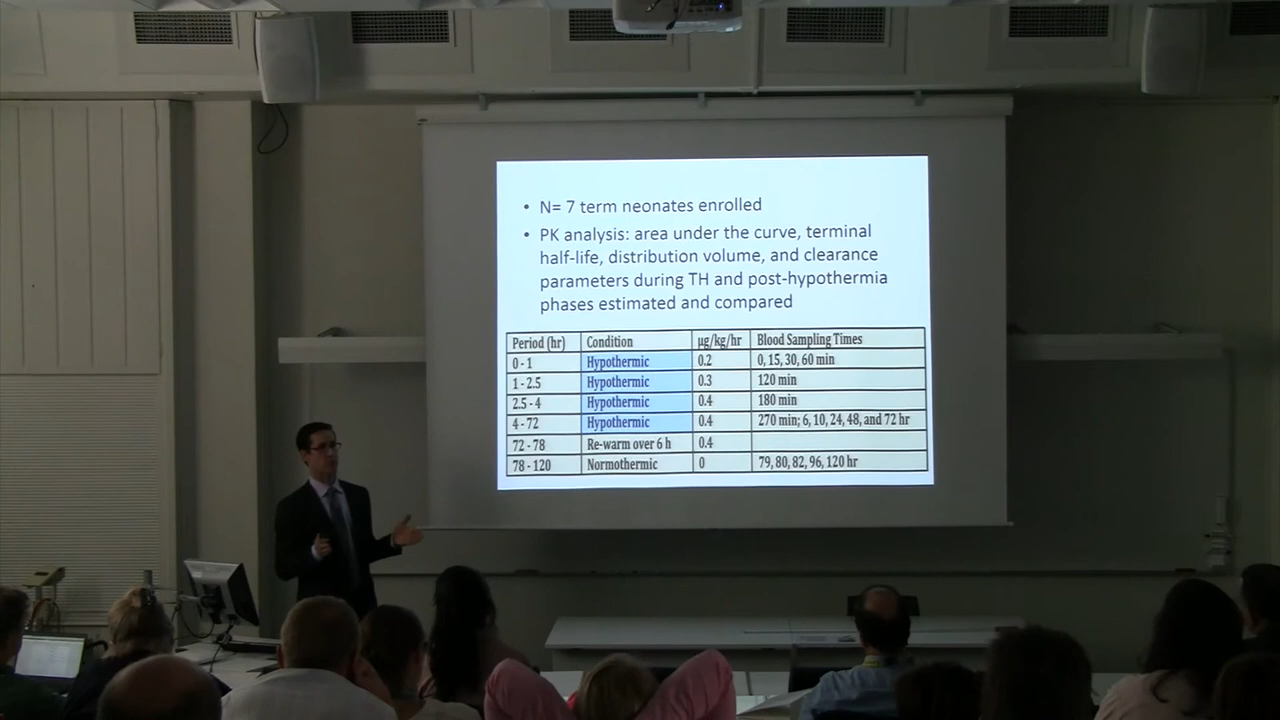 • N= 7 term neonates enrolled
• PK analysis: area under the curve, terminal
half-life, distribution volume, and clearance
parameters during TH and post-hypothermia
phases estimated and compared
Period (hr) Condition µg/kg/hr Blood Sampling Times
0 - 1 Hypothermic 0.2 0, 15, 30, 60 min
1 - 2.5 Hypothermic 0.3 120 min
2.5 - 4 Hypothermic 0.4 180 min
4 - 72 Hypothermic 0.4 270 min; 6, 10, 24, 48, and 72 hr
72 - 78 Re-warm over 6 h 0.4
78 - 120 Normothermic 0 79, 80, 82, 96, 120 hr